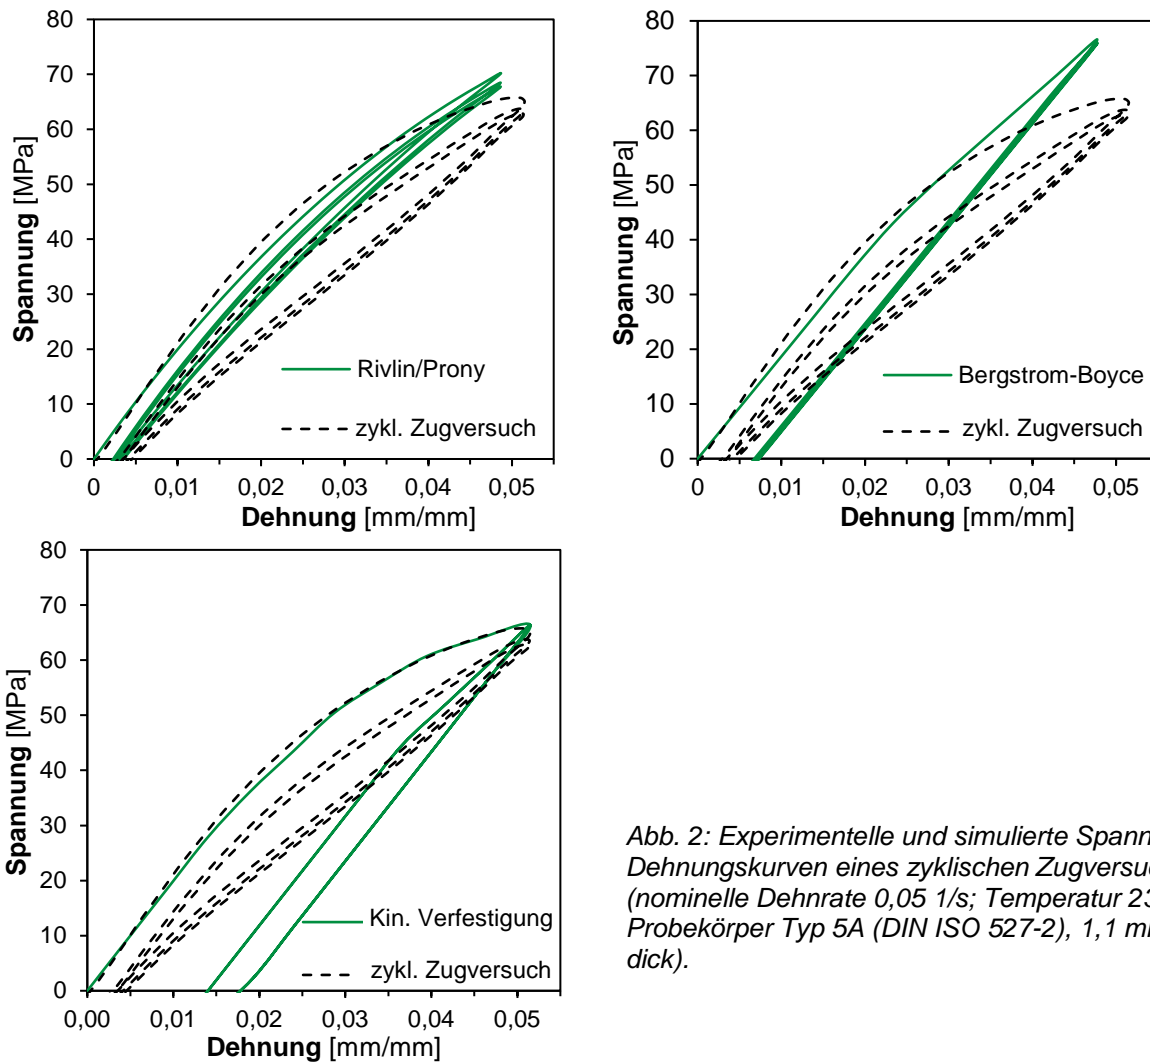 80
70
60
50
40
30
20
10
0
Spannung [MPa]
Rivlin/Prony
zykl. Zugversuch
0 0,01 0,02 0,03 0,04 0,05
Dehnung [mm/mm]
80
70
60
50
40
30
20
10
0
Spannung [MPa]
Bergstrom-Boyce
zykl. Zugversuch
0 0,01 0,02 0,03 0,04 0,05
Dehnung [mm/mm]
80
70
60
50
40
30
20
10
0
Spannung [MPa]
Kin. Verfestigung
zykl. Zugversuch
0,00 0,01 0,02 0,03 0,04 0,05
Dehnung [mm/mm]
Abb. 2: Experimentelle und simulierte Spann
Dehnungskurven eines zyklischen Zugversu
(nominelle Dehnrate 0,05 1/s; Temperatur 23
Probekörper Typ 5A (DIN ISO 527-2), 1,1 m
dick).